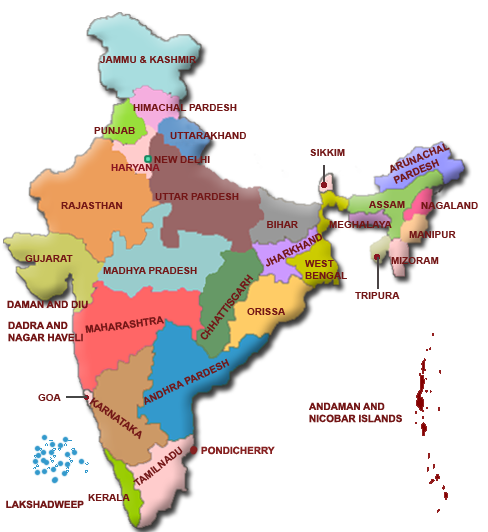 JAMMU & KASHMIR
HIMACHAL PARDESH
PUNJAB
UTTARAKHAND
HARYANA
NEW DELHI
SIKKIM
ARUNACHAL
PARDESH
UTTAR PARDESH
RAJASTHAN
ASSAM
NAGALAND
BIHAR
MEGHALAYA
MANIPUR
JHARKHAND
GUJARAT
MADHYA PRADESH
WEST
BENGAL
MIZORAM
TRIPURA
CHHATTISGARH
DAMAN AND DIU
ORISSA
DADRA AND
NAGAR HAVELI
MAHARASHTRA
ANDHRA PARDESH
GOA
KARNATAKA
ANDAMAN AND
NICOBAR ISLANDS
PONDICHERRY
TAMILNADU
KERALA
LAKSHADWEEP